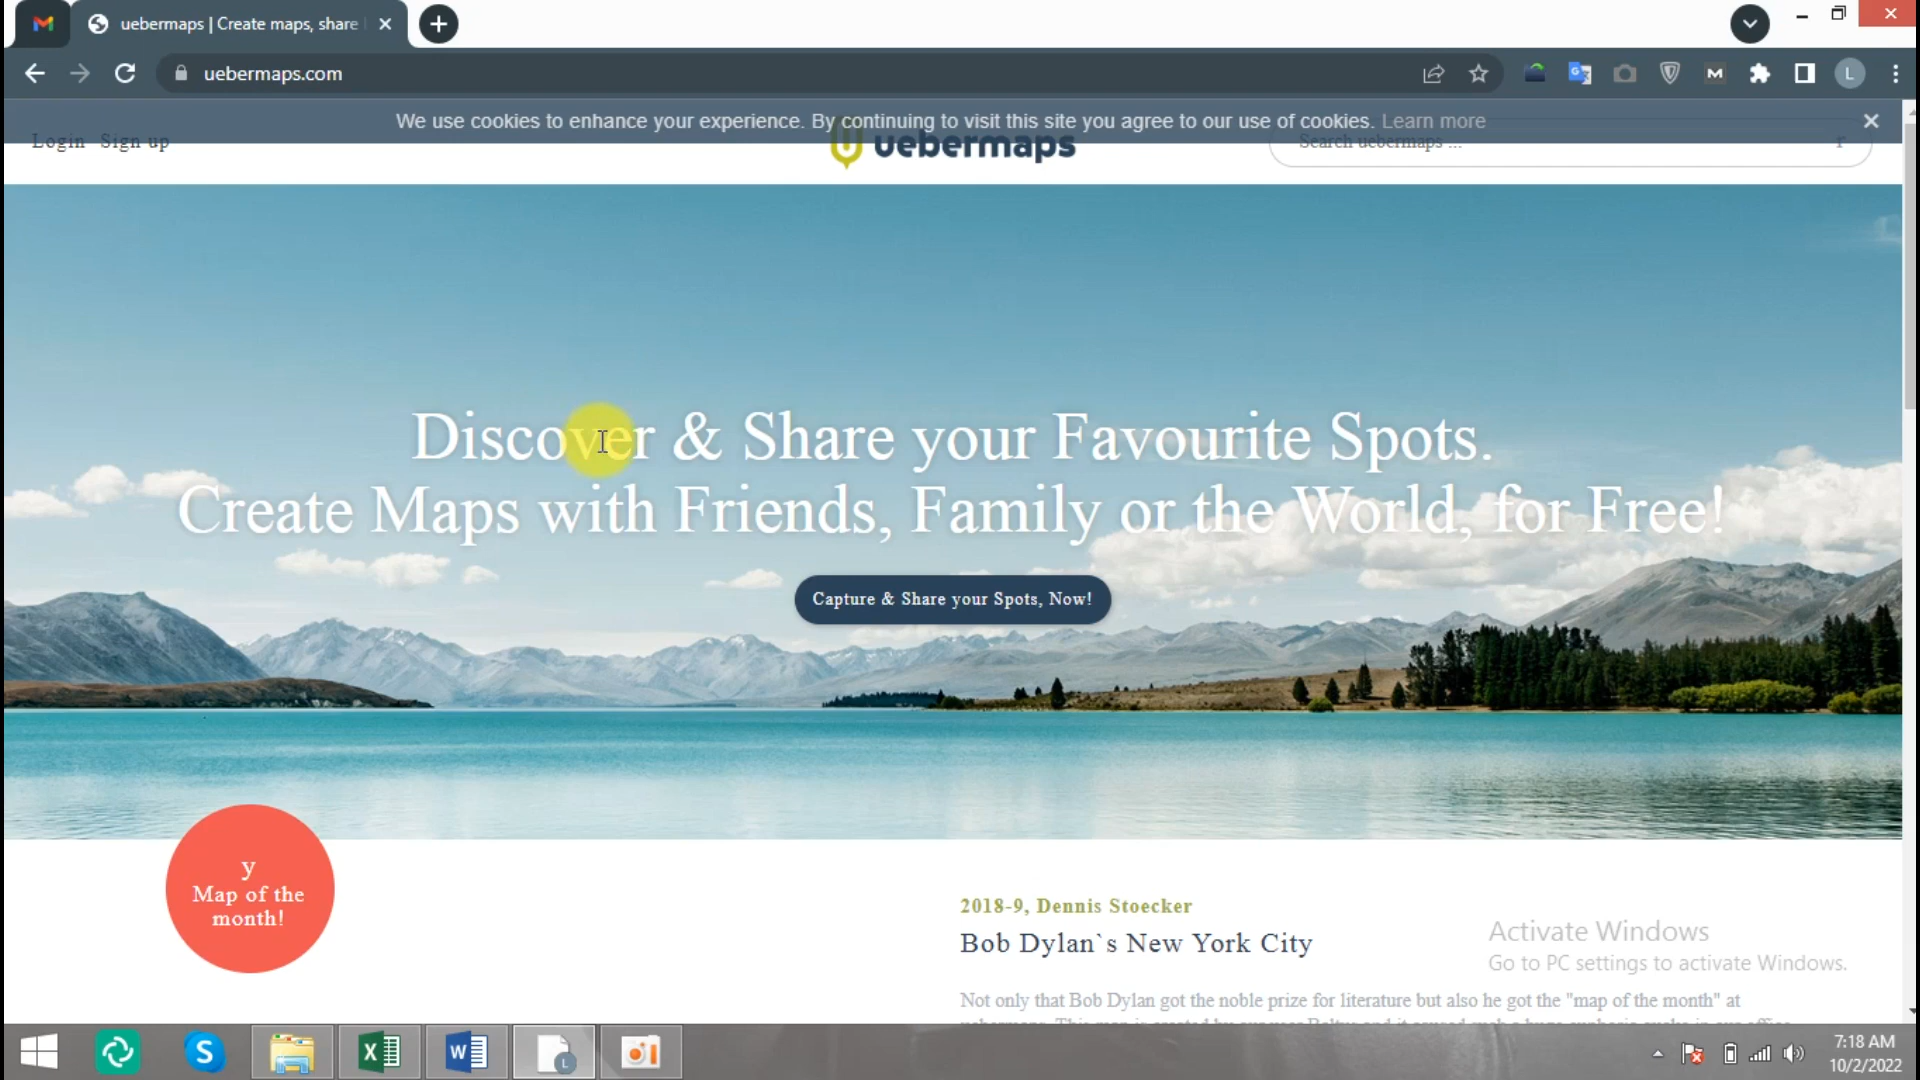 uebermaps | Create maps, share
uebermaps.com
We use cookies to enhance your experience. By continuing to visit this site you agree to our use of cookies. Learn more
Login Sign up
uebermaps
Search uebermaps ...
r
Discover & Share your Favourite Spots.
Create Maps with Friends, Family or the World, for Free!
Capture & Share your Spots, Now!
y
Map of the
month!
2018-9, Dennis Stoecker
Bob Dylan`s New York City
Not only that Bob Dylan got the noble prize for literature but also he got the "map of the month" at
Activate Windows
Go to PC settings to activate Windows.
7:18 AM
10/2/2022